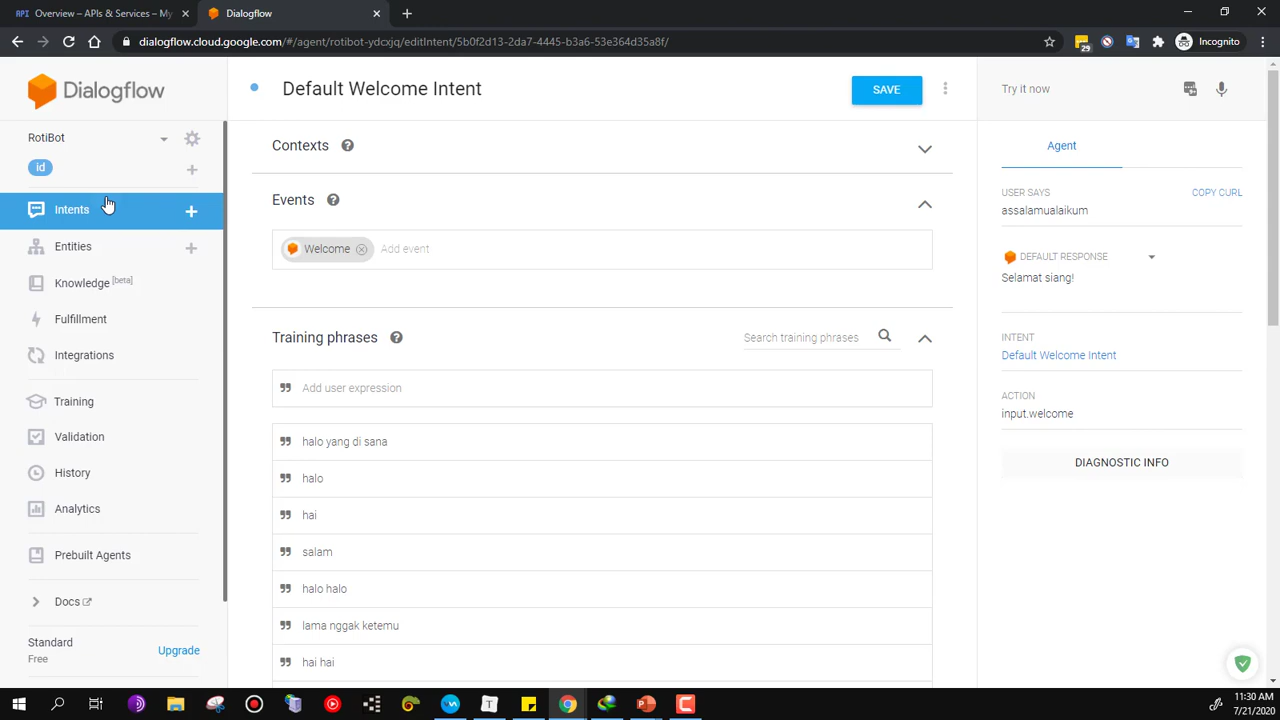 API Overview – APIs & Services – My
Dialogflow
dialogflow.cloud.google.com/#/agent/rotibot-ydcxjq/editIntent/5b0f2d13-2da7-4445-b3a6-53e364d35a8f/
29
Incognito
Dialogflow
RotiBot
id
Intents
Entities
Knowledge [beta]
Fulfillment
Integrations
Training
Validation
History
Analytics
Prebuilt Agents
Docs
Standard
Free
Upgrade
Default Welcome Intent
SAVE
Contexts
Events
Welcome
Add event
Training phrases
Search training phrases
Add user expression
halo yang di sana
halo
hai
salam
halo halo
lama nggak ketemu
hai hai
Try it now
Agent
USER SAYS
COPY CURL
assalamualaikum
DEFAULT RESPONSE
Selamat siang!
INTENT
Default Welcome Intent
ACTION
input.welcome
DIAGNOSTIC INFO
11:30 AM
7/21/2020